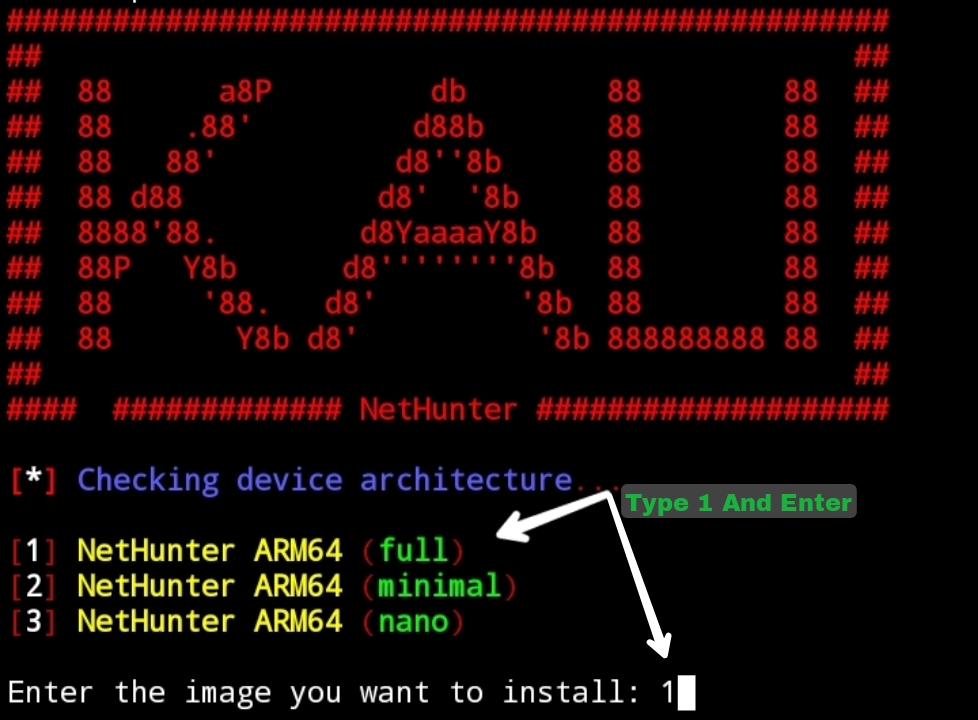 ##################################################
##                                              ##
##  88      a8P         db        88        88  ##
##  88    .88'         d88b       88        88  ##
##  88   88'          d8''8b      88        88  ##
##  88 d88           d8'  '8b     88        88  ##
##  8888'88.        d8YaaaaY8b    88        88  ##
##  88P   Y8b      d8''''''''8b   88        88  ##
##  88     '88.   d8'        '8b  88        88  ##
##  88       Y8b d8'          '8b 888888888 88  ##
##                                              ##
####  ############# NetHunter ####################
[*] Checking device architecture...
Type 1 And Enter
[1] NetHunter ARM64 (full)
[2] NetHunter ARM64 (minimal)
[3] NetHunter ARM64 (nano)
Enter the image you want to install: 1